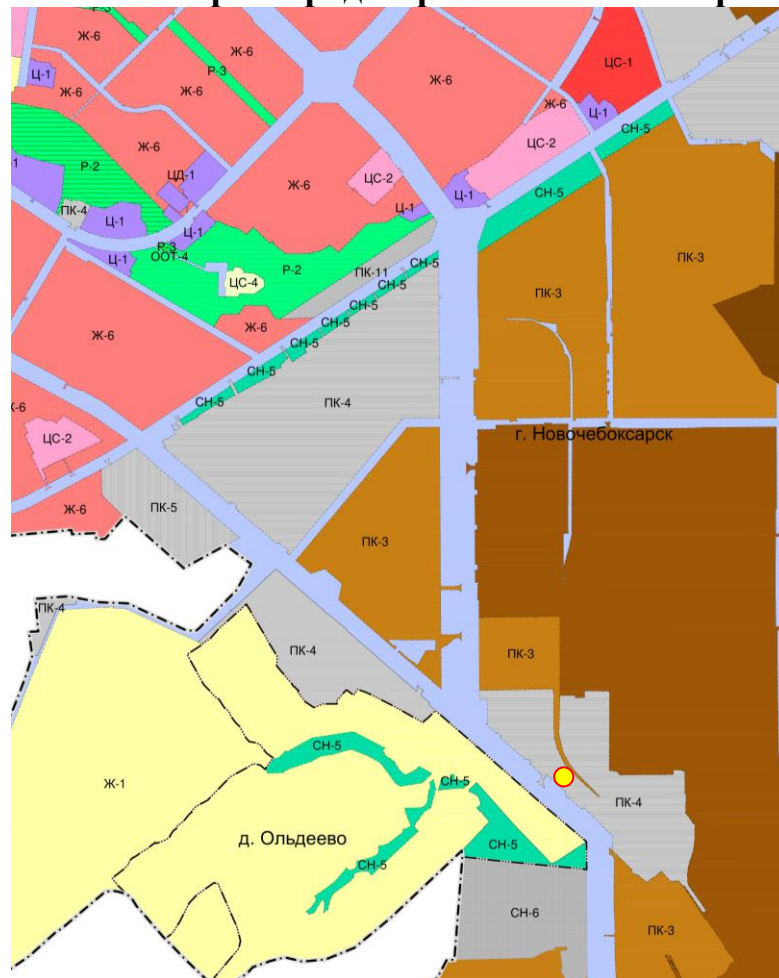 Р-3
Ж-6
Ж-6
Ц-1
Р-3
Ж-6
ЦС-1
Ж-6
Ж-6
Ж-6
Ц-1
СН-5
Ж-6
ЦС-2
Р-2
ЦД-1
Ж-6
ЦС-2
СН-5
ПК-4
Ц-1
Ц-1
Ц-1
Ц-1
Р-3
ООТ-4
Ц-1
Р-2
ПК-11
СН-5
ПК-3
ЦС-4
СН-5
ПК-3
СН-5
Ж-6
СН-5
Ж-6
СН-5
СН-5
СН-5
ПК-4
ЦС-2
г. Новочебоксарск
ПК-5
Ж-6
ПК-3
ПК-4
ПК-4
ПК-3
СН-5
Ж-1
СН-5
ПК-4
д. Ольдеево
СН-5
СН-5
СН-6
ПК-3